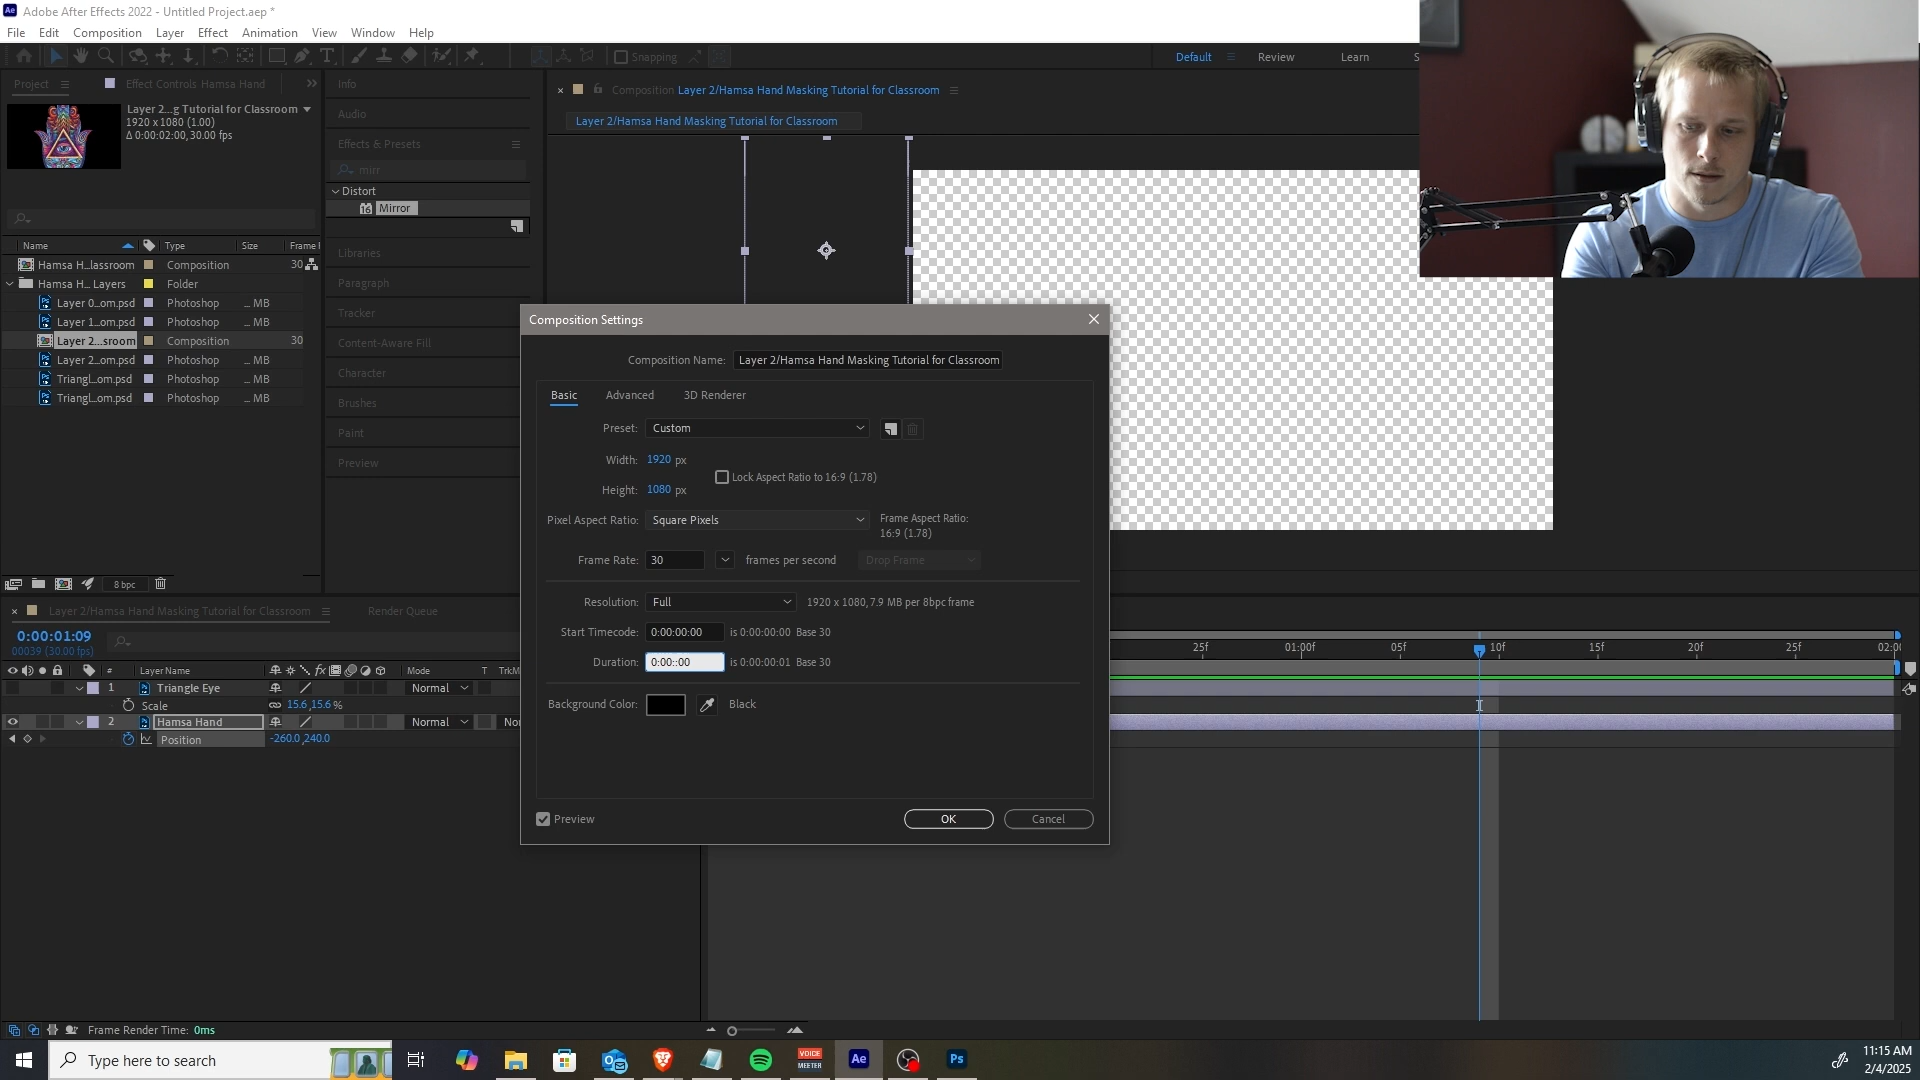 Ae Adobe After Effects 2022 - Untitled Project.aep *
File Edit Composition Layer Effect Animation View Window Help
Snapping
Default Review Learn S
Project Effect Controls Hamsa Hand
Info
Composition Layer 2/Hamsa Hand Masking Tutorial for Classroom
Layer 2...g Tutorial for Classroom
1920 x 1080 (1.00)
Δ 0:00:02:00, 30.00 fps
Audio
Layer 2/Hamsa Hand Masking Tutorial for Classroom
Effects & Presets
mirr
Distort
16 Mirror
Libraries
Paragraph
Tracker
Content-Aware Fill
Character
Brushes
Paint
Preview
Name Type Size Frame
Hamsa H...lassroom Composition 30
Hamsa H... Layers Folder
Layer 0...om.psd Photoshop ... MB
Layer 1...om.psd Photoshop ... MB
Layer 2...sroom Composition 30
Layer 2...om.psd Photoshop ... MB
Triangl...om.psd Photoshop ... MB
Triangl...om.psd Photoshop ... MB
8 bpc
Composition Settings
Composition Name: Layer 2/Hamsa Hand Masking Tutorial for Classroom
Basic Advanced 3D Renderer
Preset: Custom
Width: 1920 px
Lock Aspect Ratio to 16:9 (1.78)
Height: 1080 px
Pixel Aspect Ratio: Square Pixels
Frame Aspect Ratio:
16:9 (1.78)
Frame Rate: 30 frames per second Drop Frame
Resolution: Full 1920 x 1080, 7.9 MB per 8bpc frame
Start Timecode: 0:00:00:00 is 0:00:00:00 Base 30
Duration: 0:00::00 is 0:00:00:01 Base 30
Background Color: Black
Preview OK Cancel
Layer 2/Hamsa Hand Masking Tutorial for Classroom Render Queue
0:00:01:09
00039 (30.00 fps)
# Layer Name Mode T TrkM
1 Triangle Eye Normal
Scale 15.6,15.6%
2 Hamsa Hand Normal
Position -260.0,240.0
25f 01:00f 05f 10f 15f 20f 25f 02:0
Frame Render Time: 0ms
Type here to search
VOICE
MEETER
Ae
Ps
11:15 AM
2/4/2025